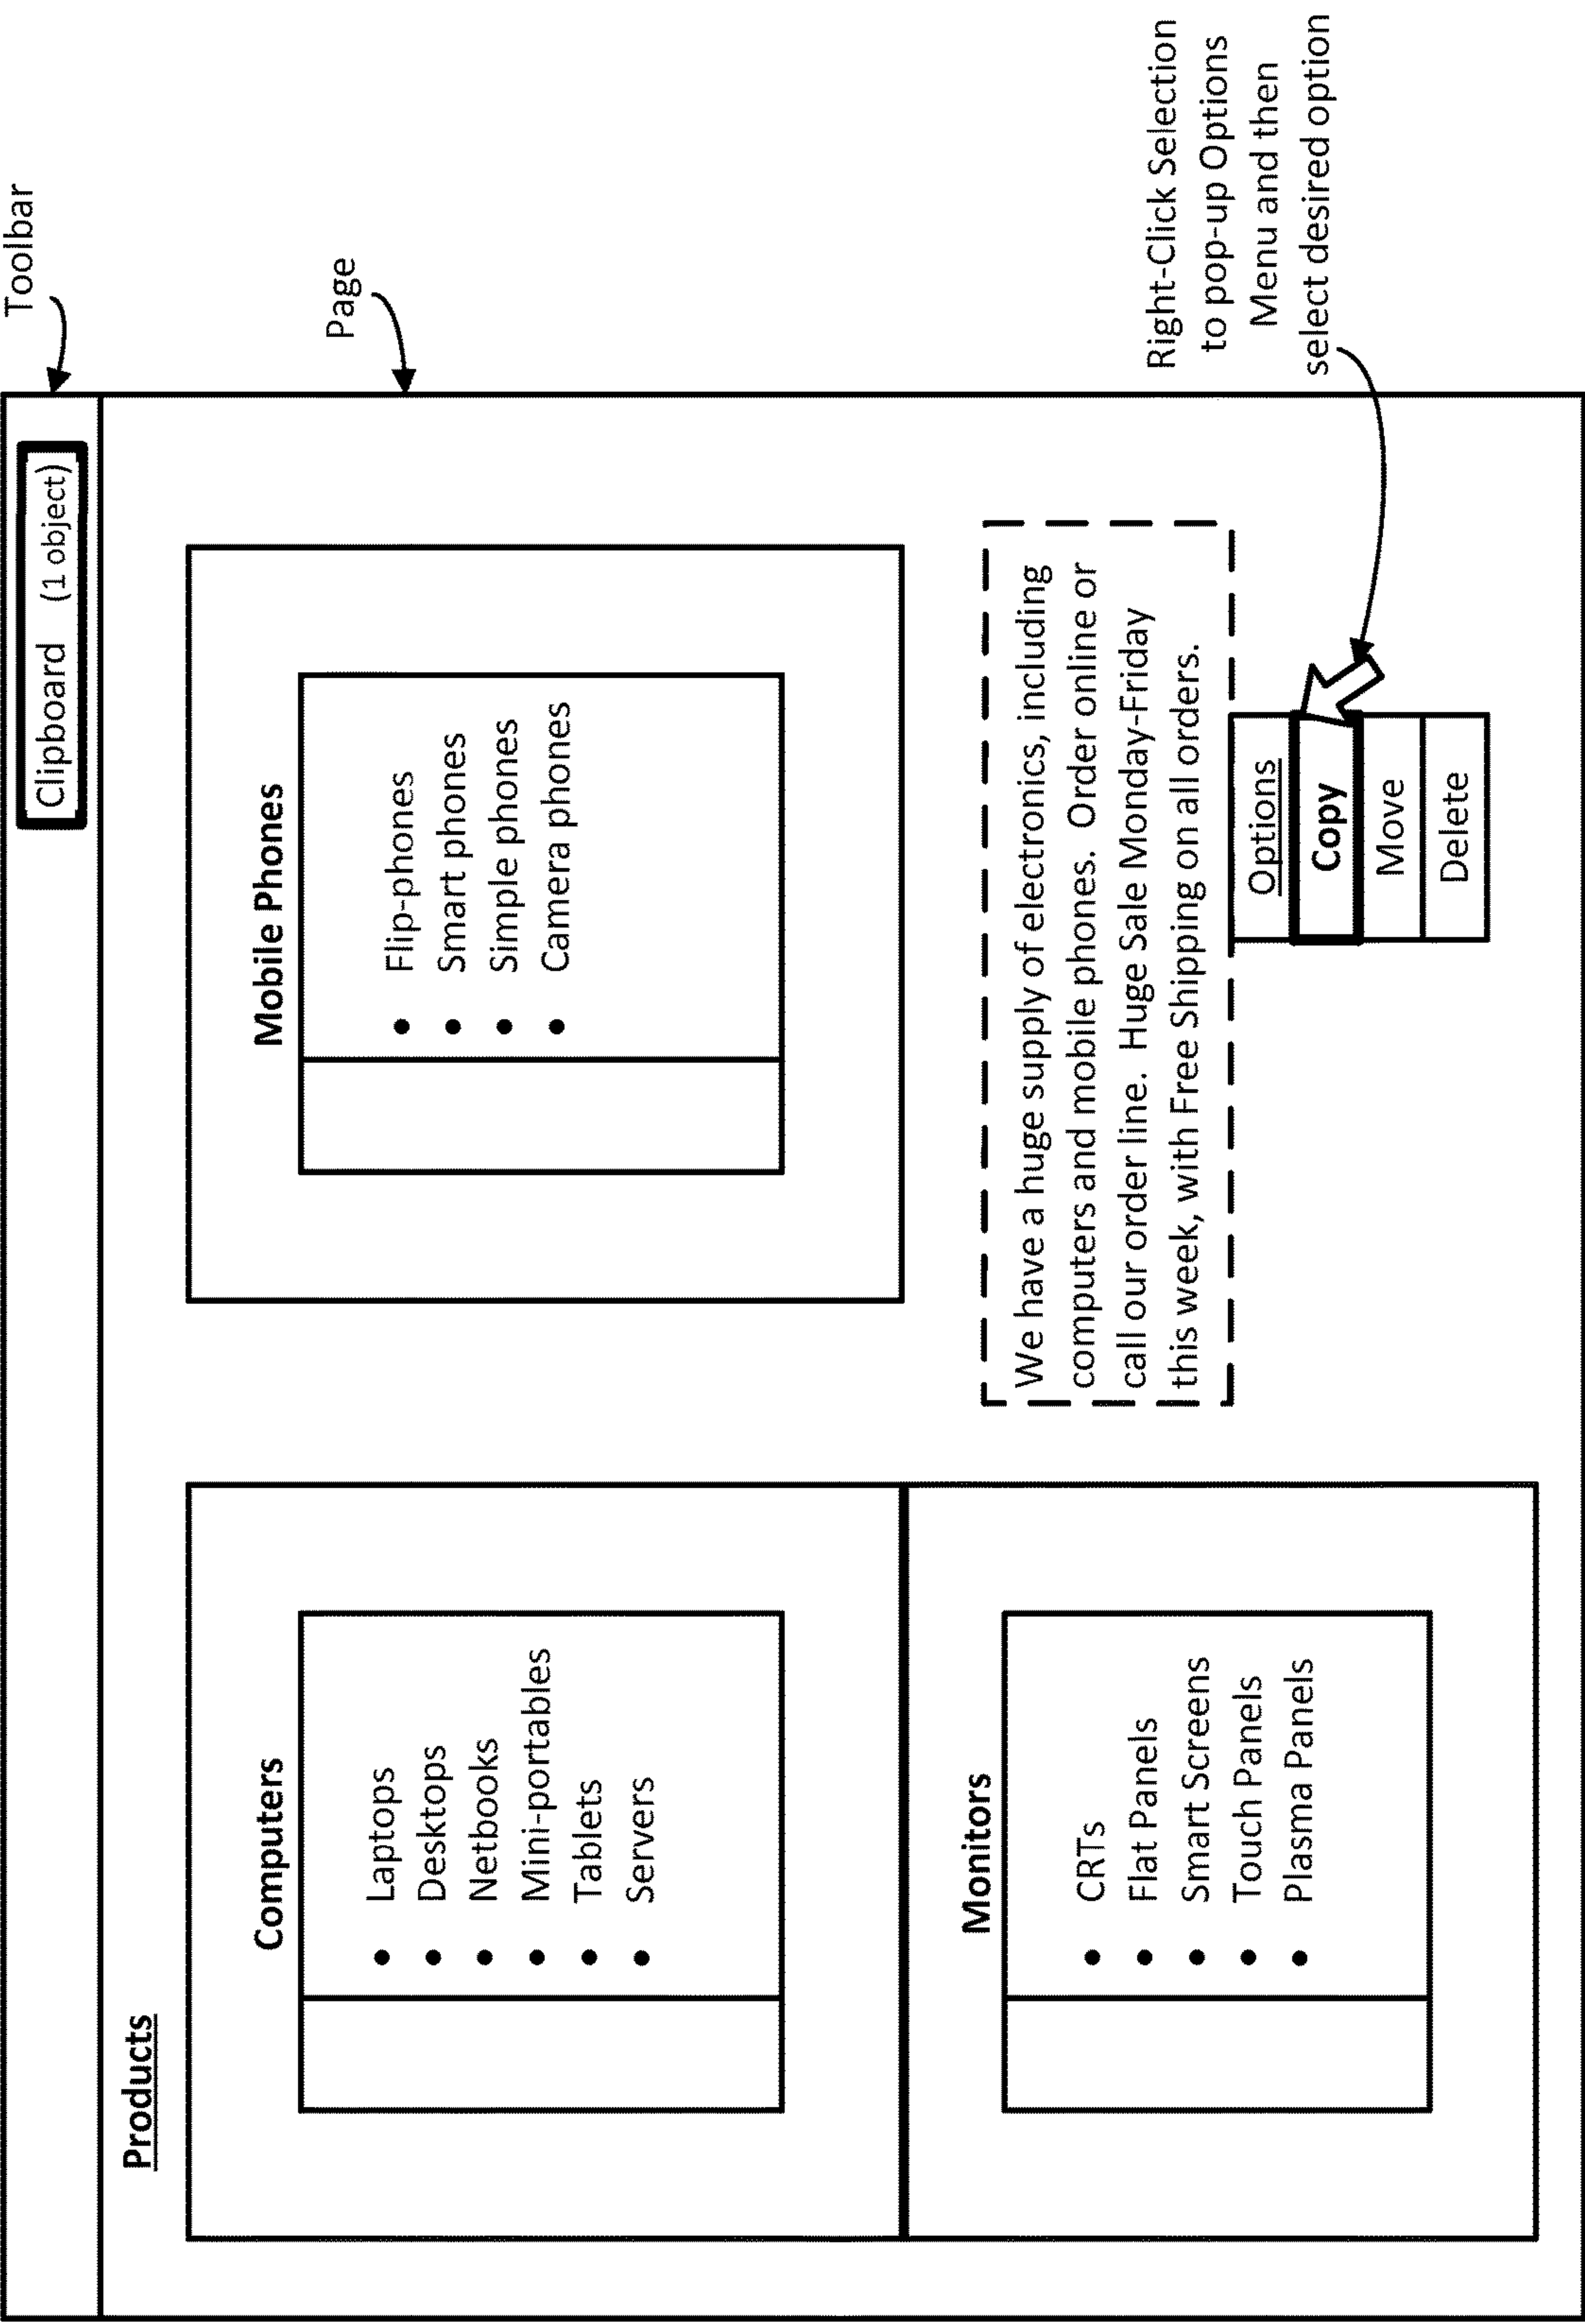 Toolbar
Clipboard (1 object)
Page
Products
Computers
• Laptops
• Desktops
• Netbooks
• Mini-portables
• Tablets
• Servers
Mobile Phones
• Flip-phones
• Smart phones
• Simple phones
• Camera phones
Monitors
• CRTs
• Flat Panels
• Smart Screens
• Touch Panels
• Plasma Panels
We have a huge supply of electronics, including
computers and mobile phones. Order online or
call our order line. Huge Sale Monday-Friday
this week, with Free Shipping on all orders.
Options
Copy
Move
Delete
Right-Click Selection
to pop-up Options
Menu and then
select desired option